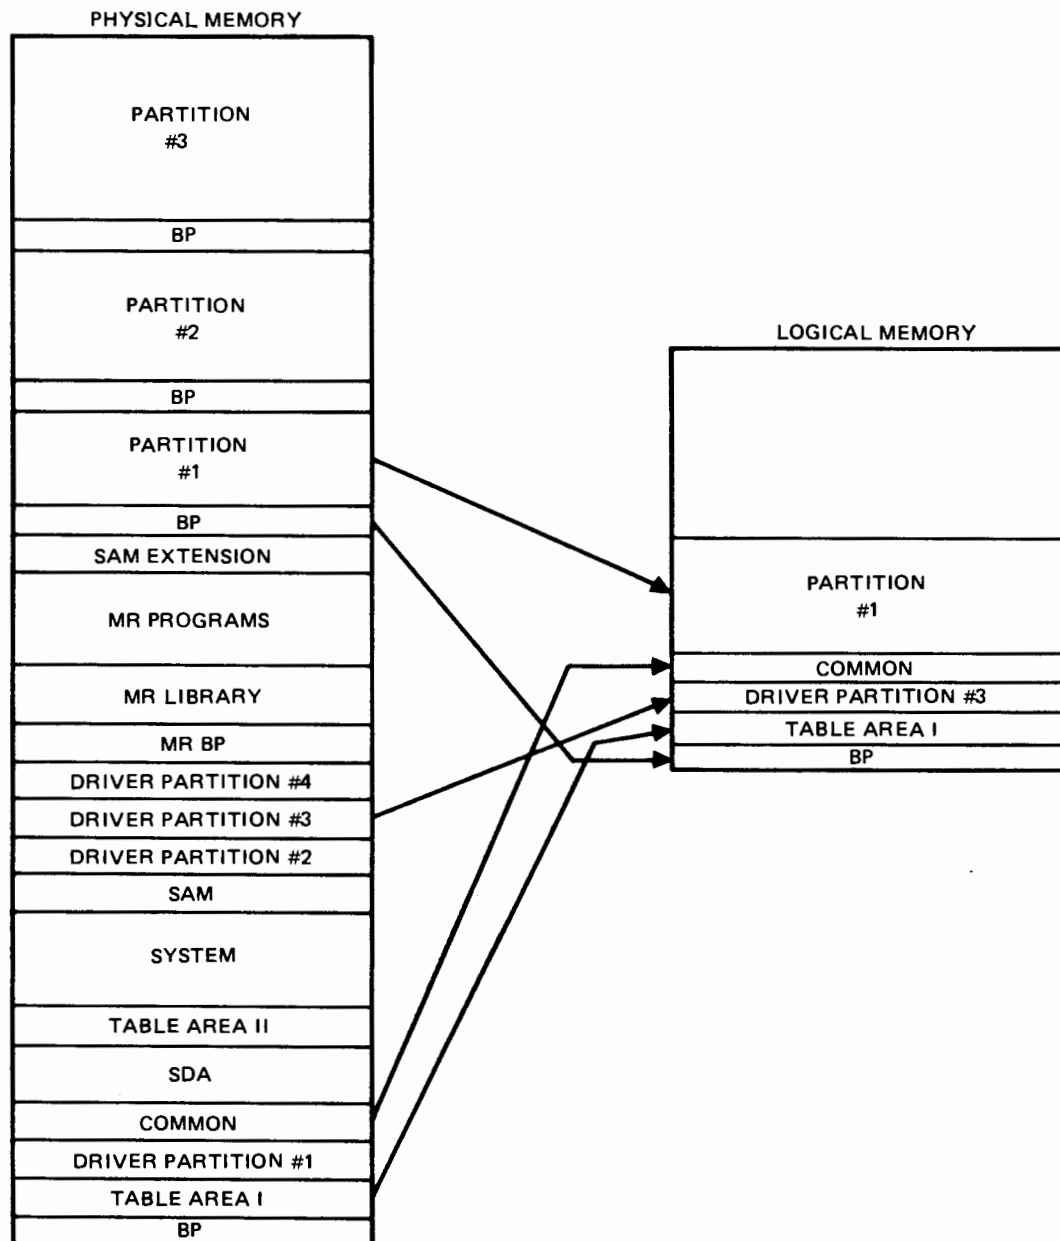 PHYSICAL MEMORY
PARTITION
#3
BP
PARTITION
#2
BP
PARTITION
#1
BP
SAM EXTENSION
MR PROGRAMS
MR LIBRARY
MR BP
DRIVER PARTITION #4
DRIVER PARTITION #3
DRIVER PARTITION #2
SAM
SYSTEM
TABLE AREA II
SDA
COMMON
DRIVER PARTITION #1
TABLE AREA I
BP
LOGICAL MEMORY
PARTITION
#1
COMMON
DRIVER PARTITION #3
TABLE AREA I
BP